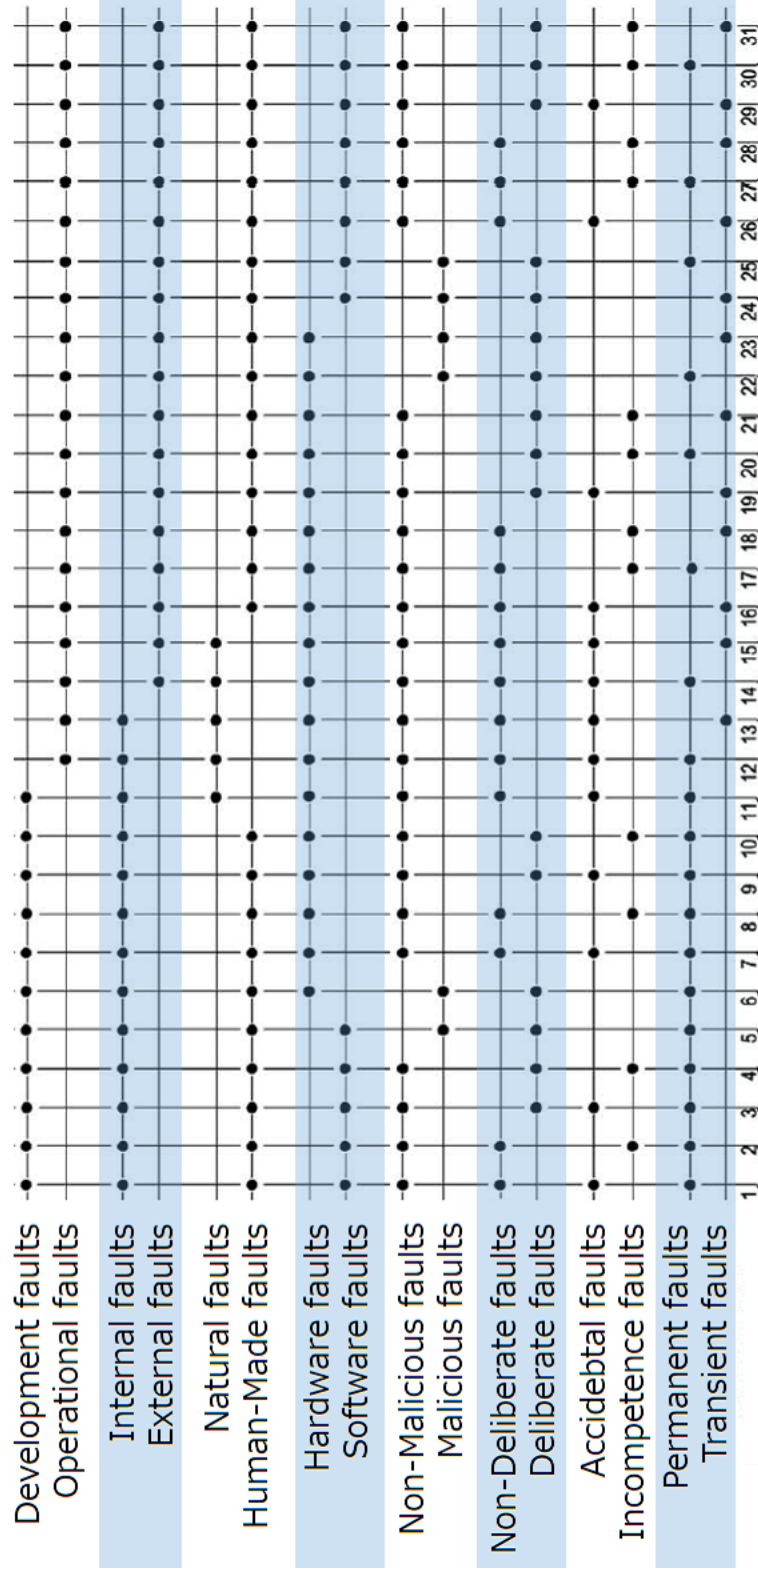 Development faults
Operational faults
Internal faults
External faults
Natural faults
Human-Made faults
Hardware faults
Software faults
Non-Malicious faults
Malicious faults
Non-Deliberate faults
Deliberate faults
Accidebtal faults
Incompetence faults
Permanent faults
Transient faults
1 2 3 4 5 6 7 8 9 10 11 12 13 14 15 16 17 18 19 20 21 22 23 24 25 26 27 28 29 30 31